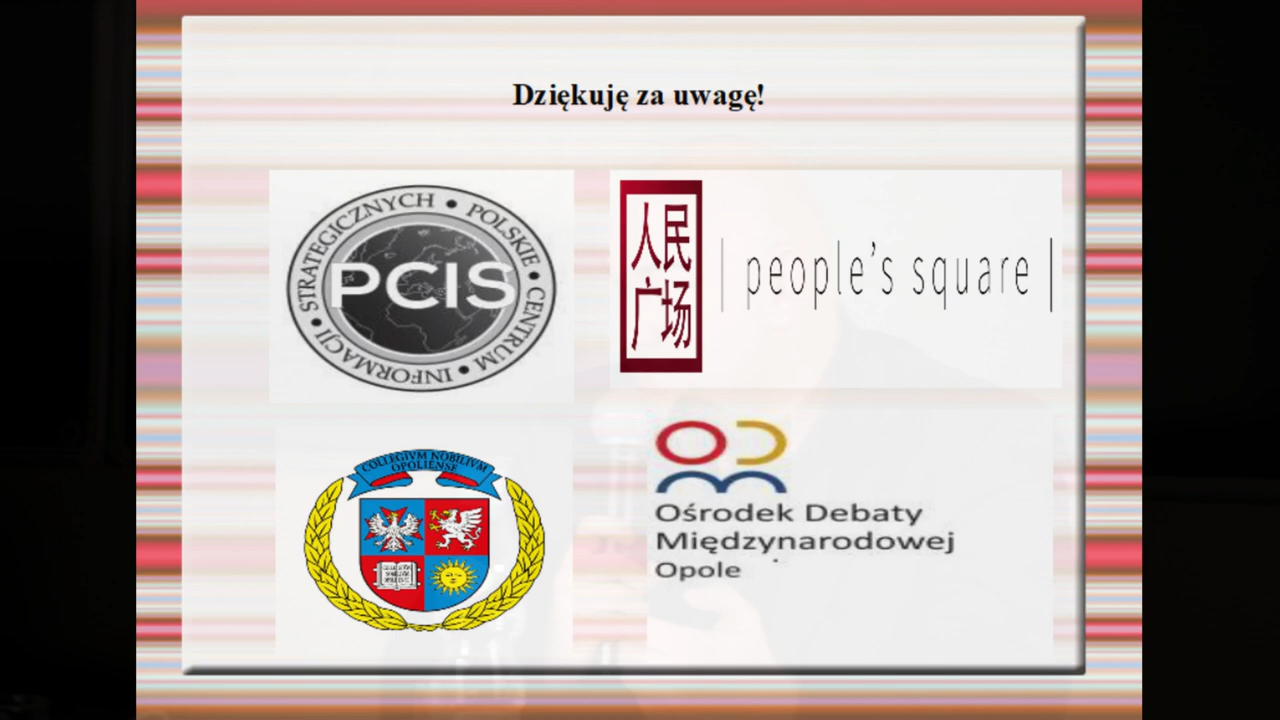 Dziękuję za uwagę!
STRATEGICZNYCH • POLSKIE • CENTRUM • INFORMACJI •
PCIS
人民
广场
| people's square |
COLLEGIVM NOBILIVM
OPOLIENSE
Ośrodek Debaty
Międzynarodowej
Opole